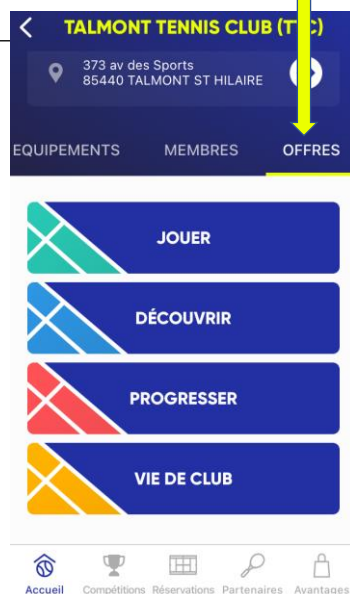 TALMONT TENNIS CLUB (T C)
373 av des Sports
85440 TALMONT ST HILAIRE
EQUIPEMENTS MEMBRES OFFRES
JOUER
DÉCOUVRIR
PROGRESSER
VIE DE CLUB
Accueil Compétitions Réservations Partenaires Avantages